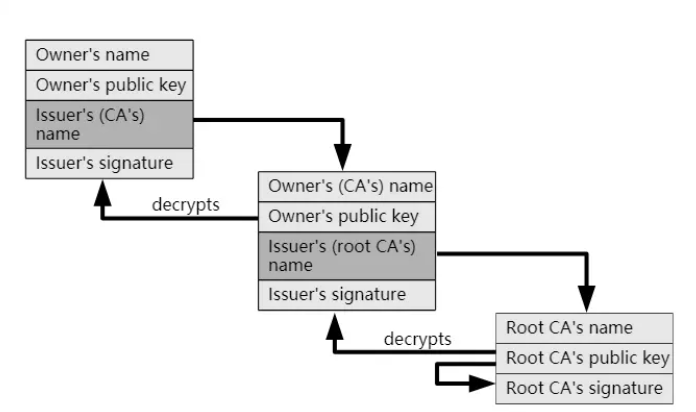 Owner's name
Owner's public key
Issuer's (CA's)
name
Issuer's signature
decrypts
Owner's (CA's) name
Owner's public key
Issuer's (root CA's)
name
Issuer's signature
decrypts
Root CA's name
Root CA's public key
Root CA's signature